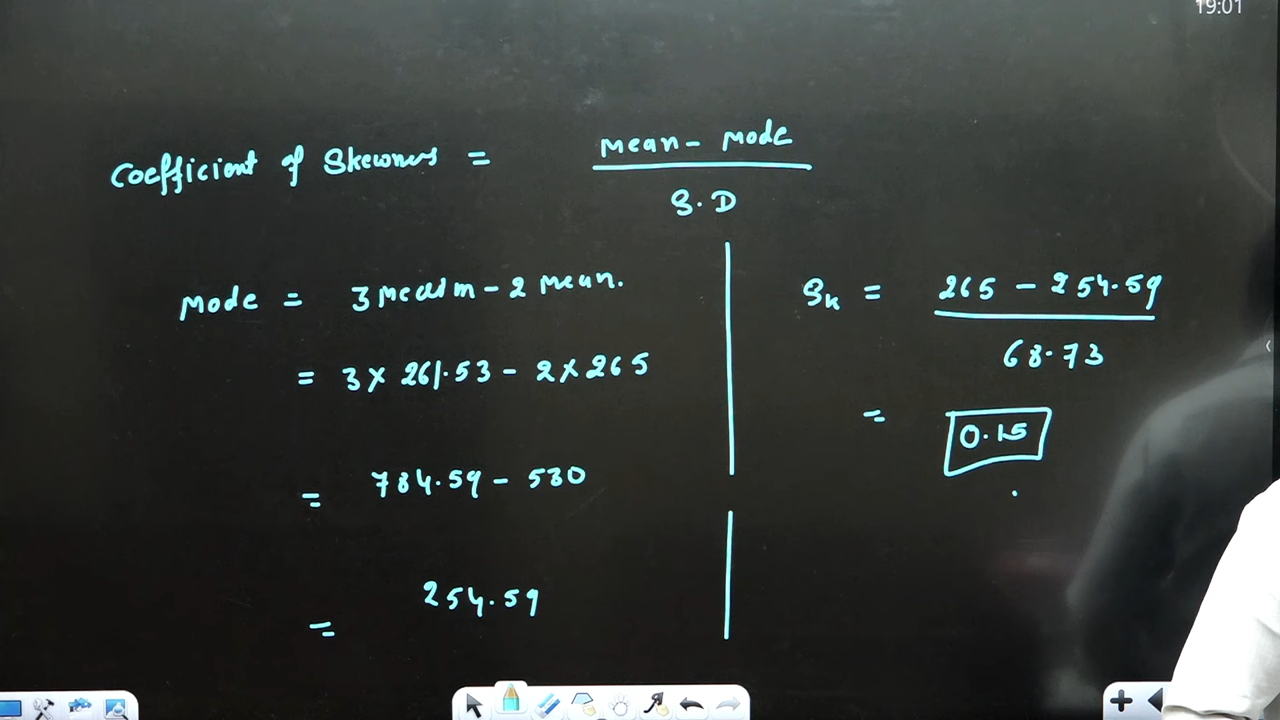 19:01
Coefficient of Skewness = mean - mode
S.D
Mode = 3 median - 2 mean.
= 3 × 261.53 - 2 × 265
= 784.59 - 530
= 254.59
Sk = 265 - 254.59
68.73
= 0.15